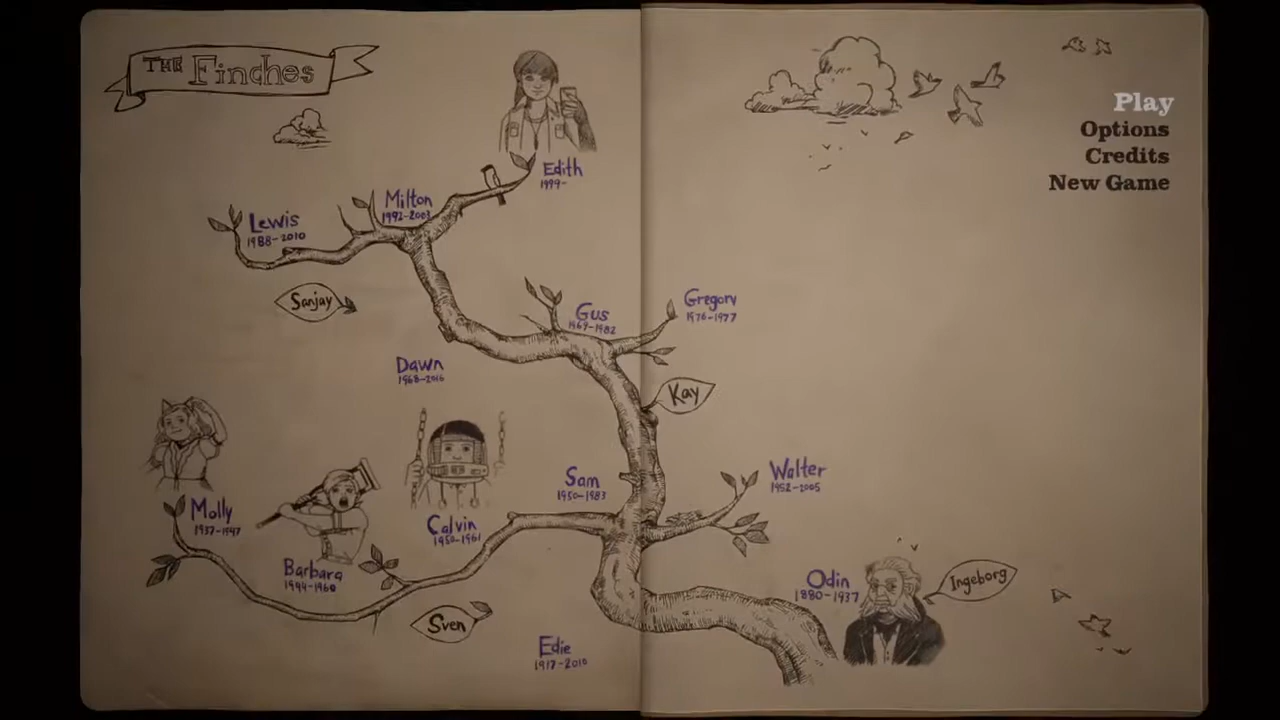 THE Finches
Play
Options
Credits
New Game
Edith
1999-
Milton
1992-2003
Lewis
1988-2010
Sanjay
Gus
1969-1982
Gregory
1976-1977
Dawn
1968-2016
Kay
Sam
1950-1983
Walter
1952-2005
Molly
1937-1947
Calvin
1950-1961
Barbara
1944-1960
Odin
1880-1937
Ingeborg
Sven
Edie
1917-2010